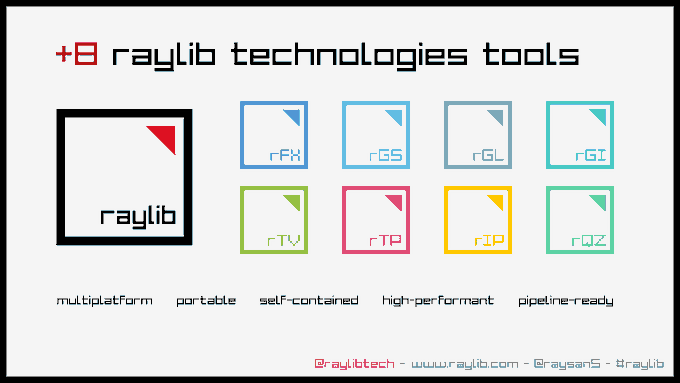 +8 raylib technologies tools
rFX rGS rGL rGI
raylib
rTV rTP rIP rQZ
multiplatform portable self-contained high-performant pipeline-ready
@raylibtech - www.raylib.com - @raysan5 - #raylib